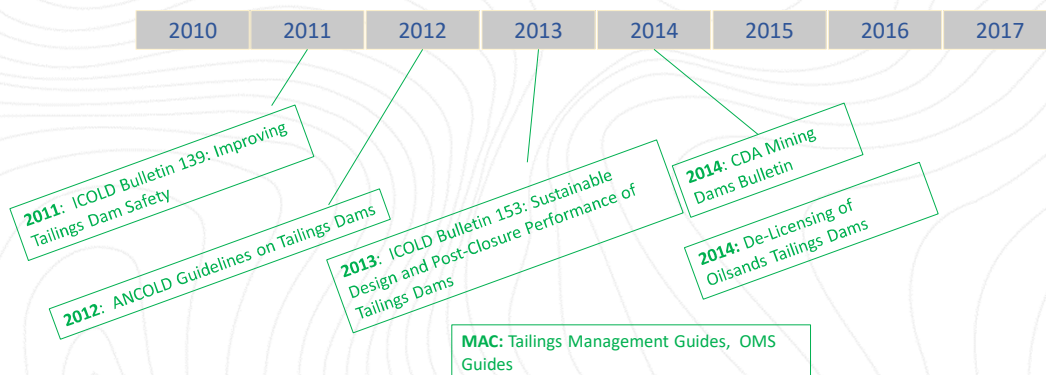 2010 2011 2012 2013 2014 2015 2016 2017
2011: ICOLD Bulletin 139: Improving
Tailings Dam Safety
2012: ANCOLD Guidelines on Tailings Dams
2013: ICOLD Bulletin 153: Sustainable
Design and Post-Closure Performance of
Tailings Dams
2014: CDA Mining
Dams Bulletin
2014: De-Licensing of
Oilsands Tailings Dams
MAC: Tailings Management Guides, OMS
Guides